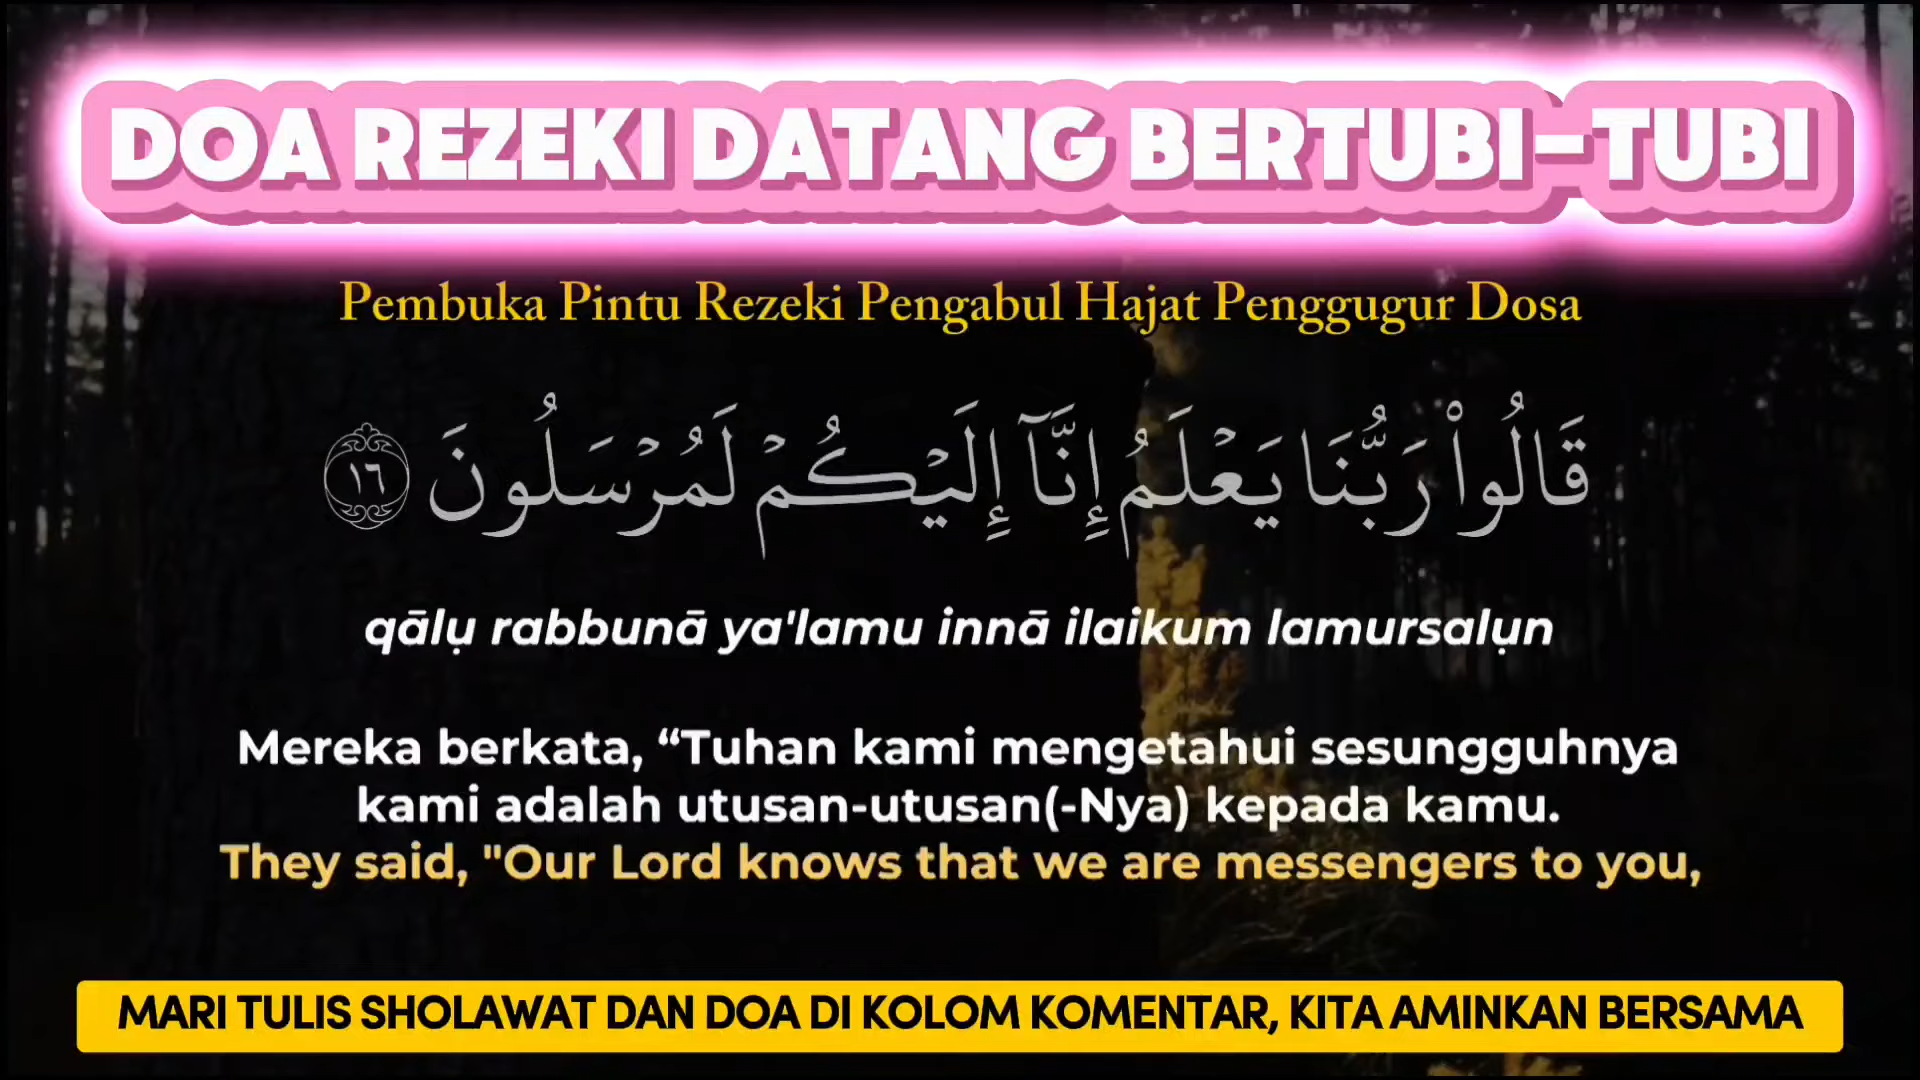 DOA REZEKI DATANG BERTUBI-TUBI
Pembuka Pintu Rezeki Pengabul Hajat Penggugur Dosa
قَالُوا۟ رَبُّنَا يَعْلَمُ إِنَّآ إِلَيْكُمْ لَمُرْسَلُونَ ١٦
qālụ rabbunā ya'lamu innā ilaikum lamursalụn
Mereka berkata, “Tuhan kami mengetahui sesungguhnya
kami adalah utusan-utusan(-Nya) kepada kamu.
They said, "Our Lord knows that we are messengers to you,
MARI TULIS SHOLAWAT DAN DOA DI KOLOM KOMENTAR, KITA AMINKAN BERSAMA